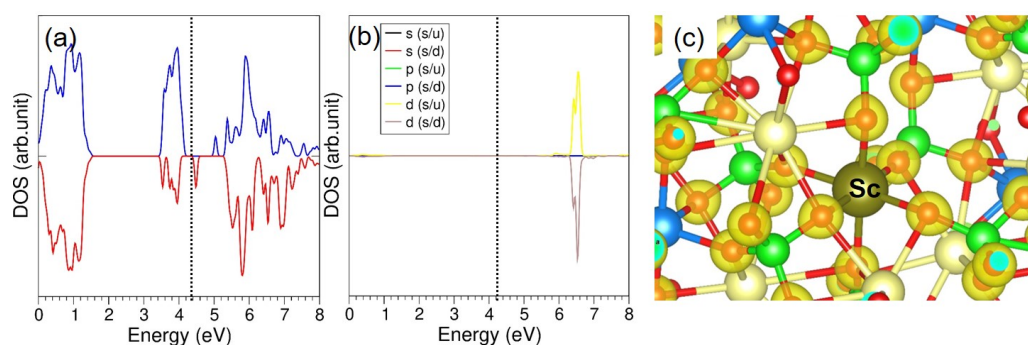 (a)
DOS (arb.unit)
0 1 2 3 4 5 6 7 8
Energy (eV)
(b)
s (s/u)
s (s/d)
p (s/u)
p (s/d)
d (s/u)
d (s/d)
DOS (arb.unit)
0 1 2 3 4 5 6 7 8
Energy (eV)
(c)
Sc